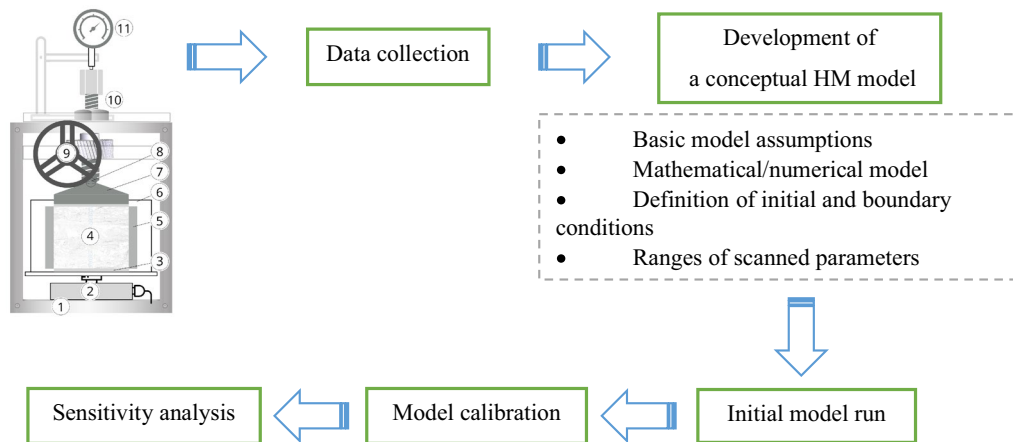 11
10
9
8
7
6
5
4
3
2
1
Data collection
Development of
a conceptual HM model
• Basic model assumptions
• Mathematical/numerical model
• Definition of initial and boundary
conditions
• Ranges of scanned parameters
Initial model run
Model calibration
Sensitivity analysis